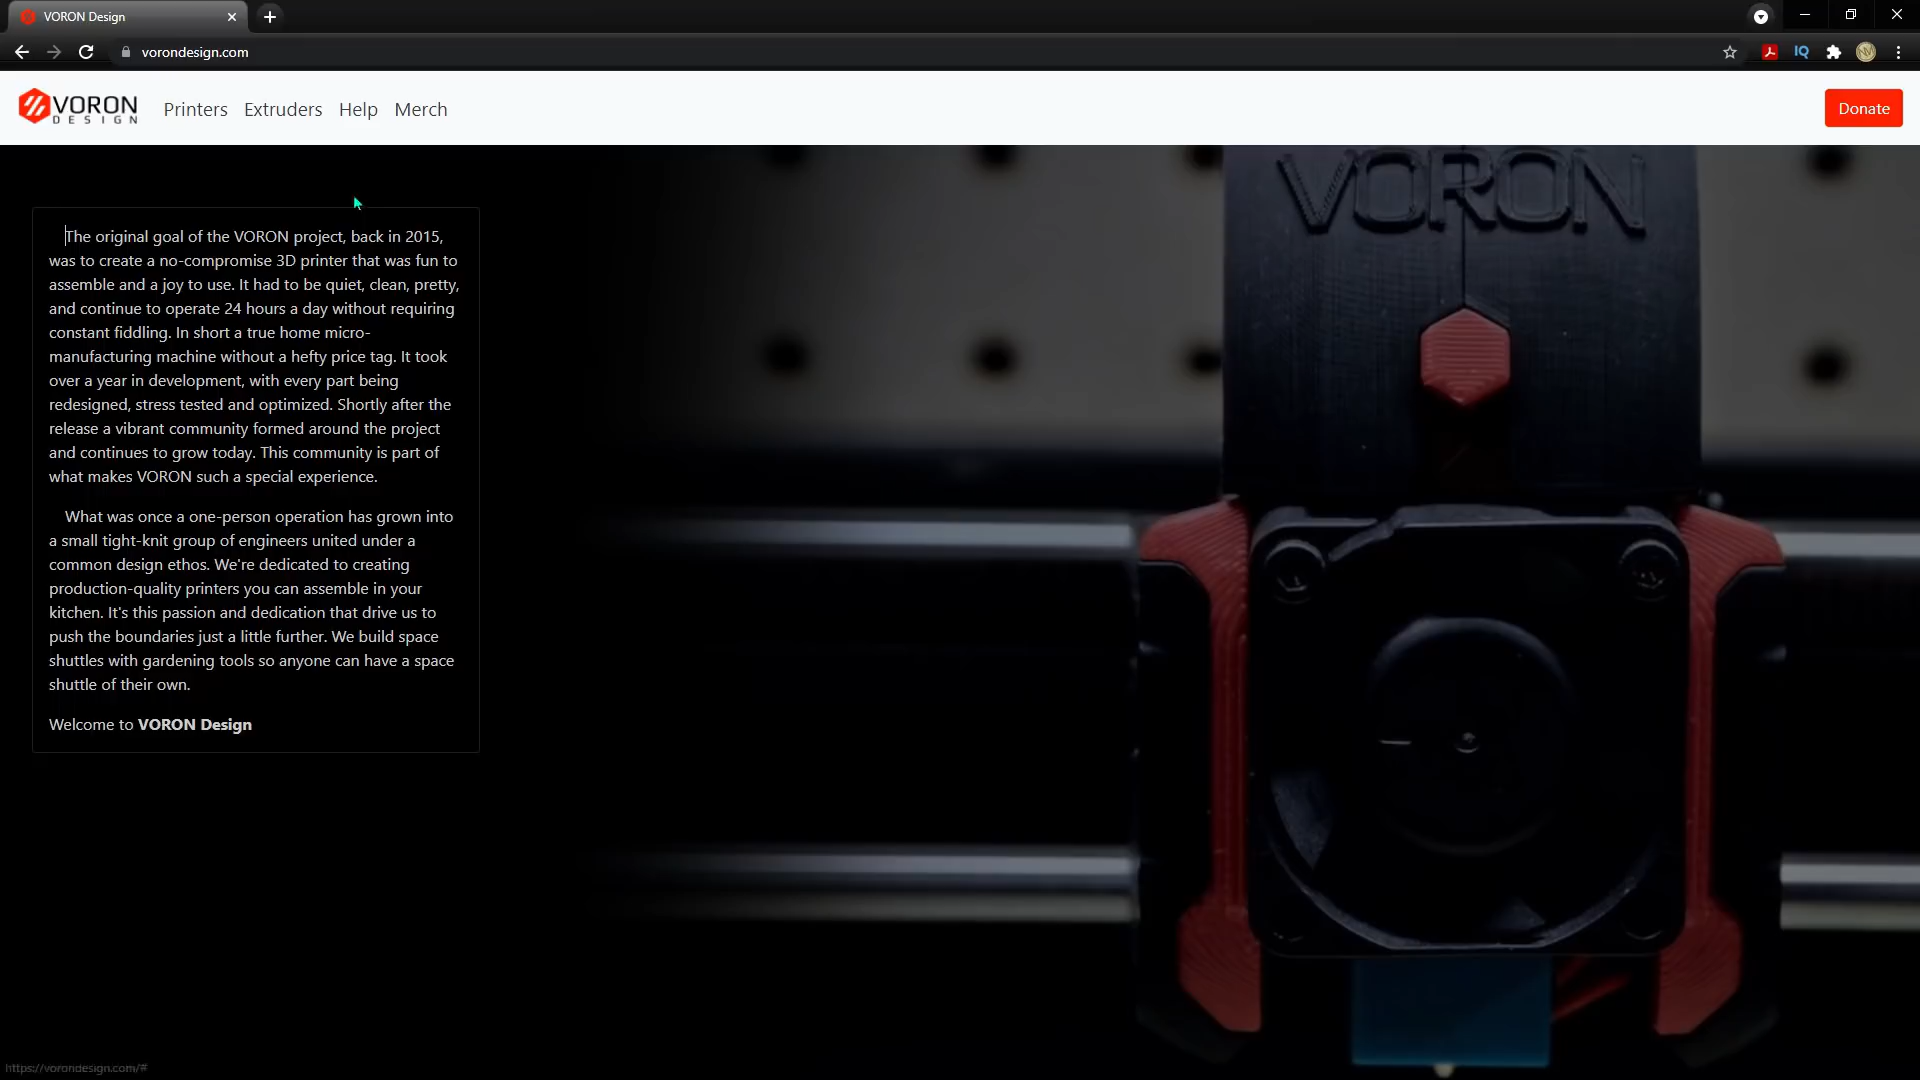 VORON Design
vorondesign.com
IQ
VORON
DESIGN
Printers
Extruders
Help
Merch
Donate
VORON
The original goal of the VORON project, back in 2015,
was to create a no-compromise 3D printer that was fun to
assemble and a joy to use. It had to be quiet, clean, pretty,
and continue to operate 24 hours a day without requiring
constant fiddling. In short a true home micro-
manufacturing machine without a hefty price tag. It took
over a year in development, with every part being
redesigned, stress tested and optimized. Shortly after the
release a vibrant community formed around the project
and continues to grow today. This community is part of
what makes VORON such a special experience.
What was once a one-person operation has grown into
a small tight-knit group of engineers united under a
common design ethos. We're dedicated to creating
production-quality printers you can assemble in your
kitchen. It's this passion and dedication that drive us to
push the boundaries just a little further. We build space
shuttles with gardening tools so anyone can have a space
shuttle of their own.
Welcome to VORON Design
https://vorondesign.com/#